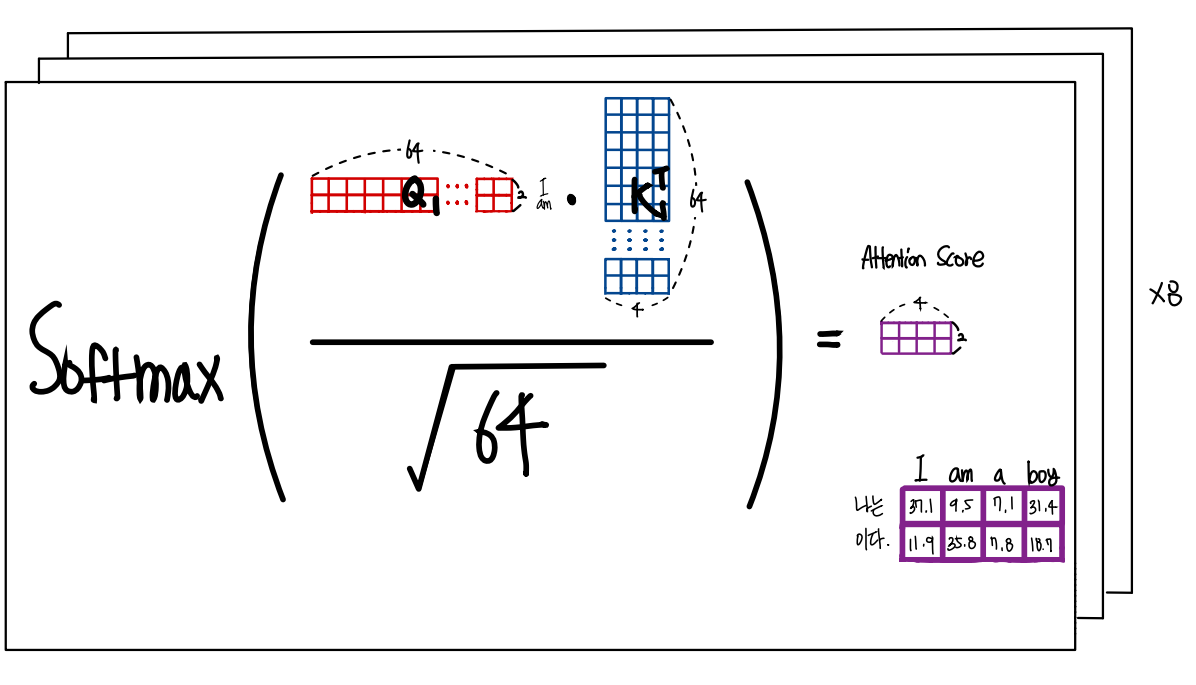 64
Q1
2
I
am
·
K1^T
64
4
Softmax
√64
=
Attention Score
4
2
x8
I am a boy
나는 37.1 9.5 7.1 31.4
이다. 11.9 35.8 7.8 18.7